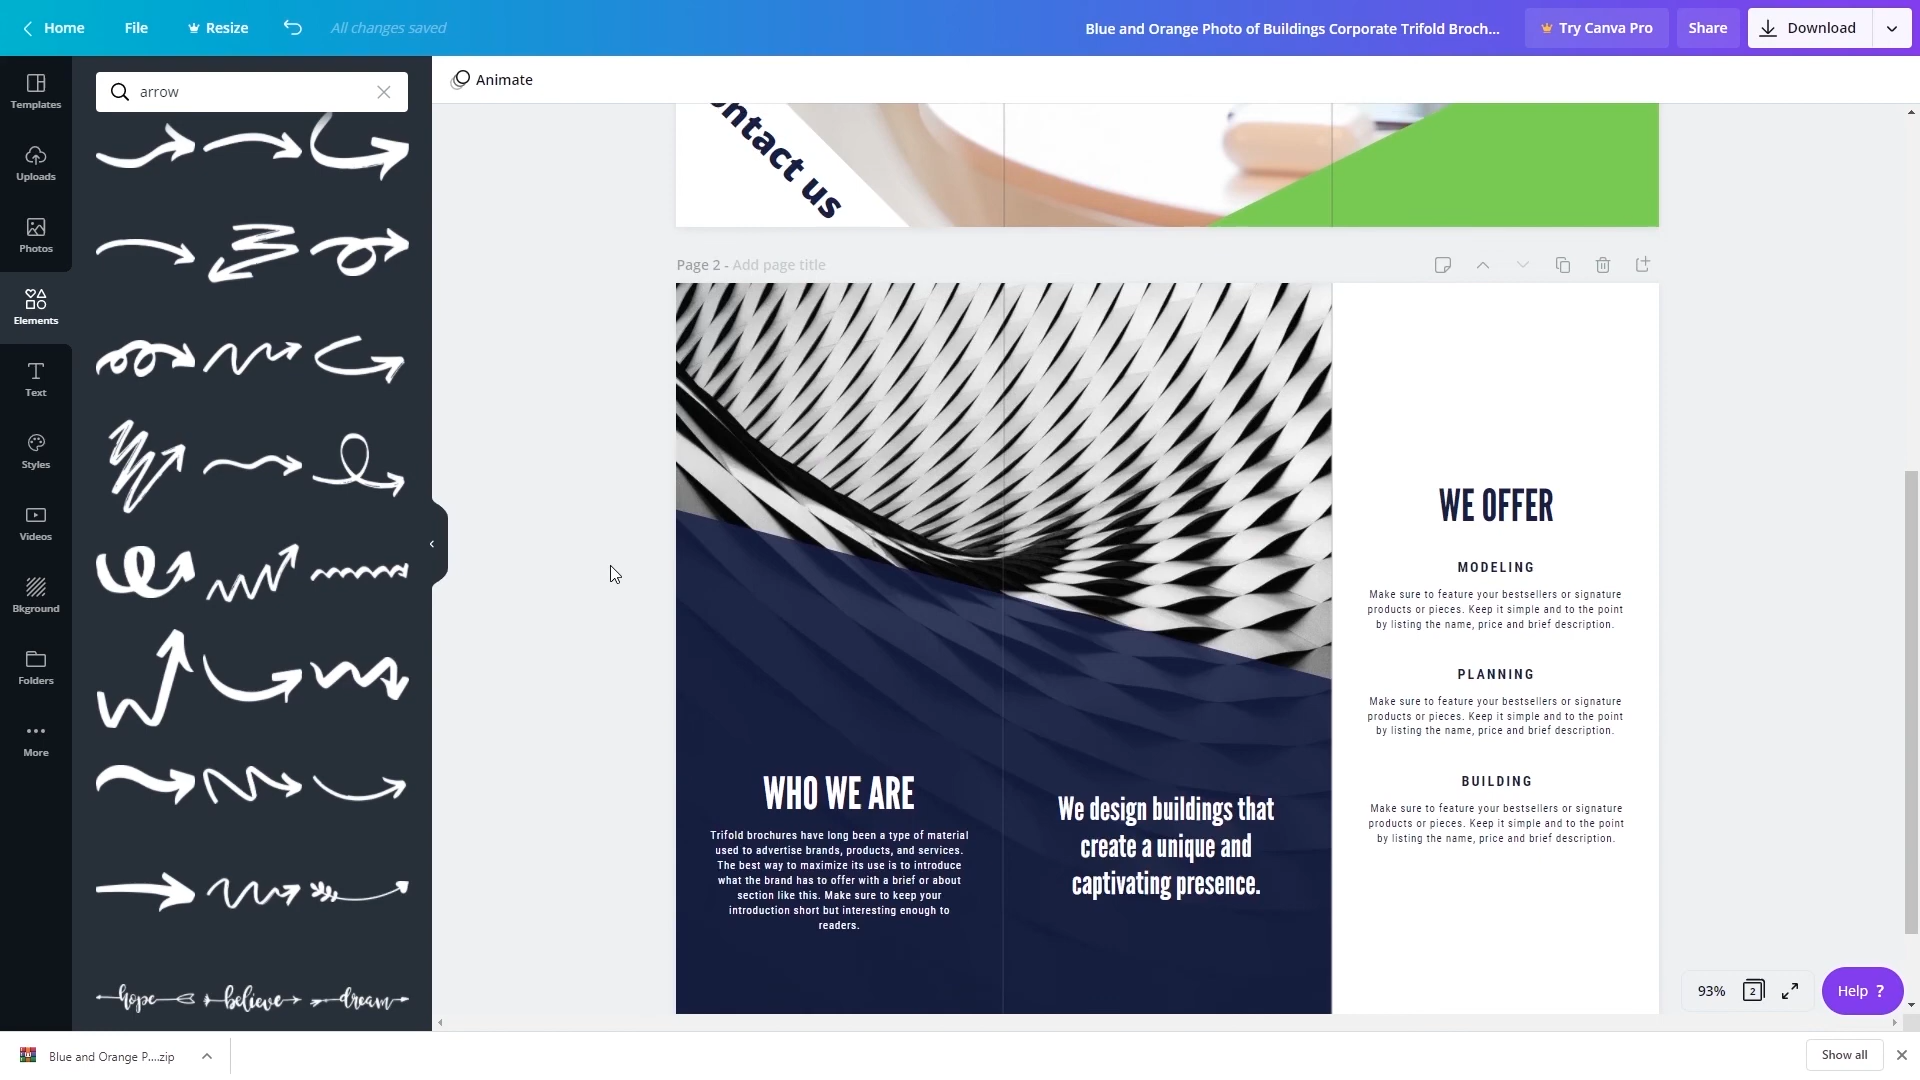 Home
File
Resize
All changes saved
Blue and Orange Photo of Buildings Corporate Trifold Broch...
Try Canva Pro
Share
Download
Templates
Uploads
Photos
Elements
Text
Styles
Videos
Bkground
Folders
More
arrow
hope
believe
dream
Animate
ontact us
Page 2 - Add page title
WHO WE ARE
Trifold brochures have long been a type of material
used to advertise brands, products, and services.
The best way to maximize its use is to introduce
what the brand has to offer with a brief or about
section like this. Make sure to keep your
introduction short but interesting enough to
readers.
We design buildings that
create a unique and
captivating presence.
WE OFFER
MODELING
Make sure to feature your bestsellers or signature
products or pieces. Keep it simple and to the point
by listing the name, price and brief description.
PLANNING
Make sure to feature your bestsellers or signature
products or pieces. Keep it simple and to the point
by listing the name, price and brief description.
BUILDING
Make sure to feature your bestsellers or signature
products or pieces. Keep it simple and to the point
by listing the name, price and brief description.
93%
2
Help ?
Blue and Orange P....zip
Show all